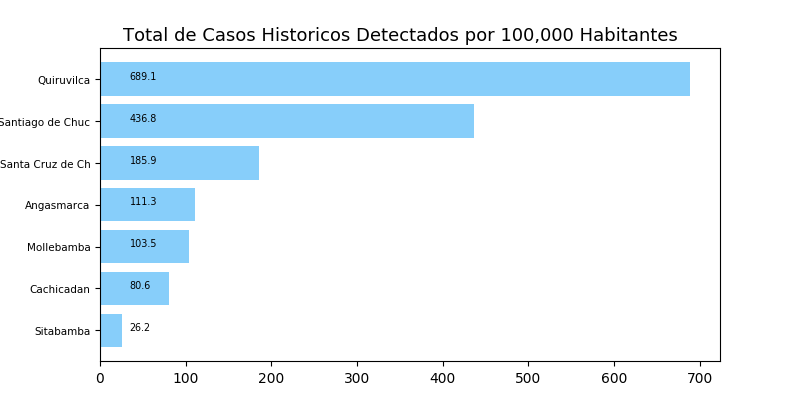 Total de Casos Historicos Detectados por 100,000 Habitantes
Quiruvilca 689.1
Santiago de Chuc 436.8
Santa Cruz de Ch 185.9
Angasmarca 111.3
Mollebamba 103.5
Cachicadan 80.6
Sitabamba 26.2
0 100 200 300 400 500 600 700